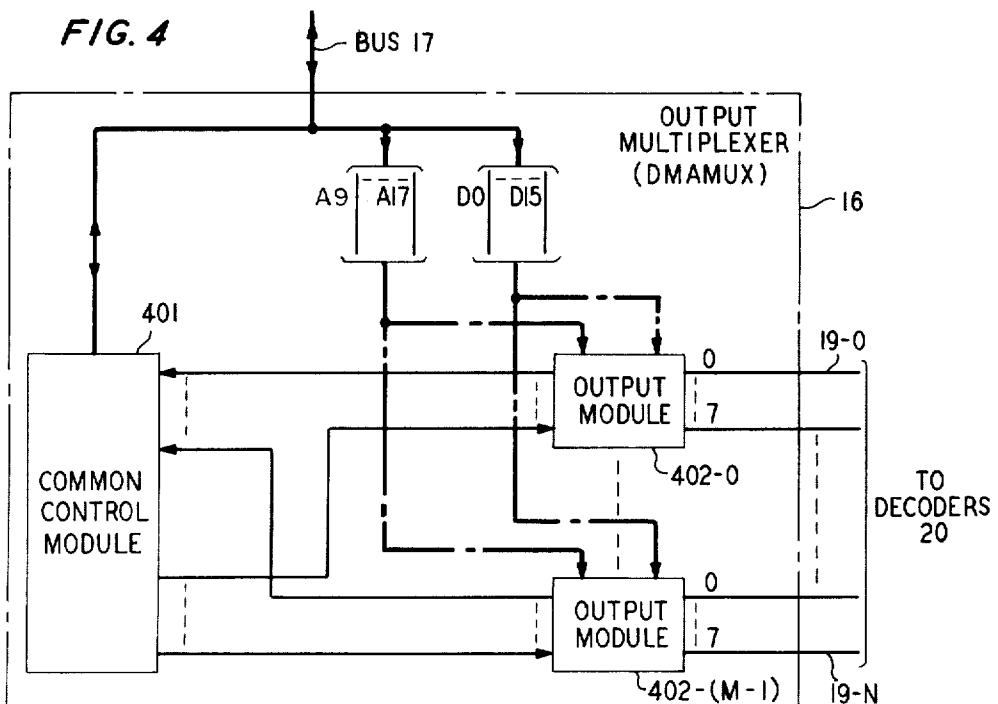 FIG. 4
BUS 17
OUTPUT
MULTIPLEXER
(DMAMUX)
16
A9 A17
D0 D15
401
COMMON
CONTROL
MODULE
OUTPUT
MODULE
0
7
402-0
19-0
TO
DECODERS
20
OUTPUT
MODULE
0
7
402-(M-1)
19-N